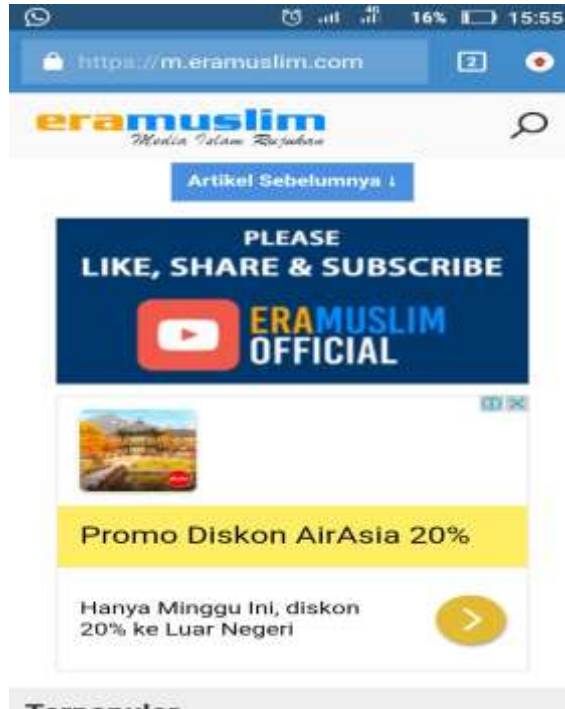 4G 16% 15:55
https://m.eramuslim.com 2
eramuslim
Media Islam Rujukan
Artikel Sebelumnya ↓
PLEASE
LIKE, SHARE & SUBSCRIBE
ERAMUSLIM
OFFICIAL
Promo Diskon AirAsia 20%
Hanya Minggu Ini, diskon
20% ke Luar Negeri